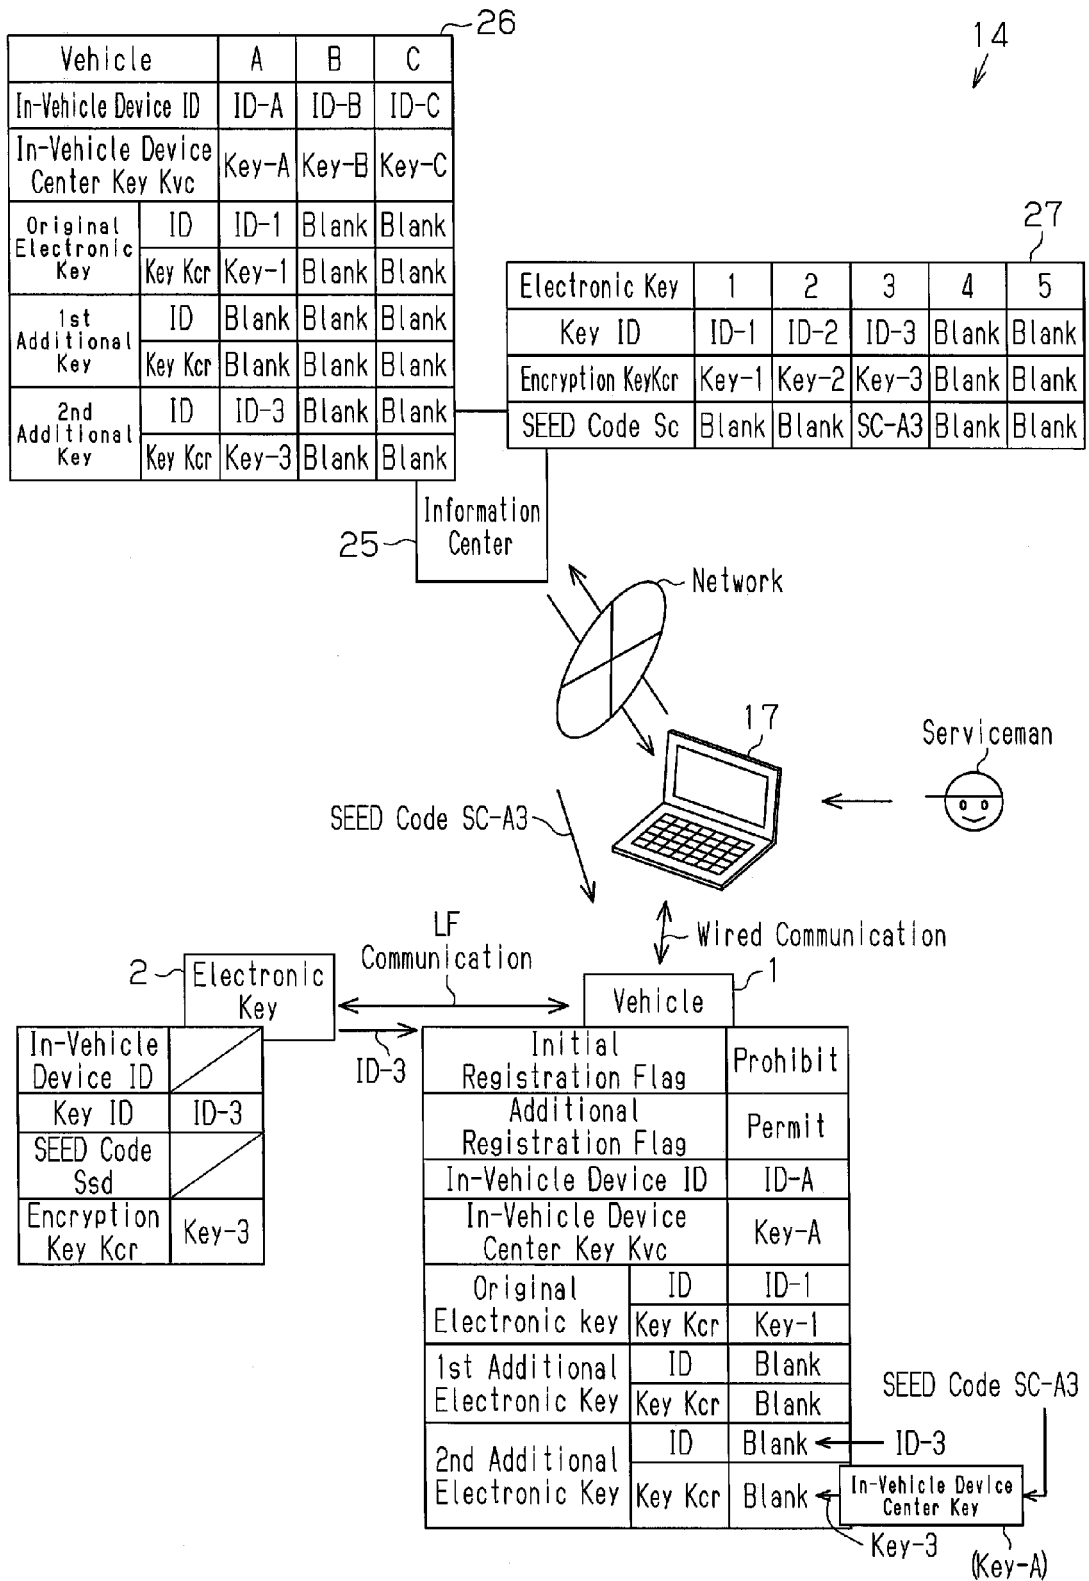 26
14
Vehicle A B C
In-Vehicle Device ID ID-A ID-B ID-C
In-Vehicle Device
Center Key Kvc Key-A Key-B Key-C
Original
Electronic
Key
ID ID-1 Blank Blank
Key Kcr Key-1 Blank Blank
1st
Additional
Key
ID Blank Blank Blank
Key Kcr Blank Blank Blank
2nd
Additional
Key
ID ID-3 Blank Blank
Key Kcr Key-3 Blank Blank
27
Electronic Key 1 2 3 4 5
Key ID ID-1 ID-2 ID-3 Blank Blank
Encryption KeyKcr Key-1 Key-2 Key-3 Blank Blank
SEED Code Sc Blank Blank SC-A3 Blank Blank
25
Information
Center
Network
17
Serviceman
SEED Code SC-A3
Wired Communication
LF
Communication
2
Electronic
Key
ID-3
1
Vehicle
In-Vehicle
Device ID
Key ID ID-3
SEED Code
Ssd
Encryption
Key Kcr Key-3
Initial
Registration Flag Prohibit
Additional
Registration Flag Permit
In-Vehicle Device ID ID-A
In-Vehicle Device
Center Key Kvc Key-A
Original
Electronic key
ID ID-1
Key Kcr Key-1
1st Additional
Electronic Key
ID Blank
Key Kcr Blank
2nd Additional
Electronic Key
ID Blank
Key Kcr Blank
SEED Code SC-A3
ID-3
In-Vehicle Device
Center Key
Key-3
(Key-A)